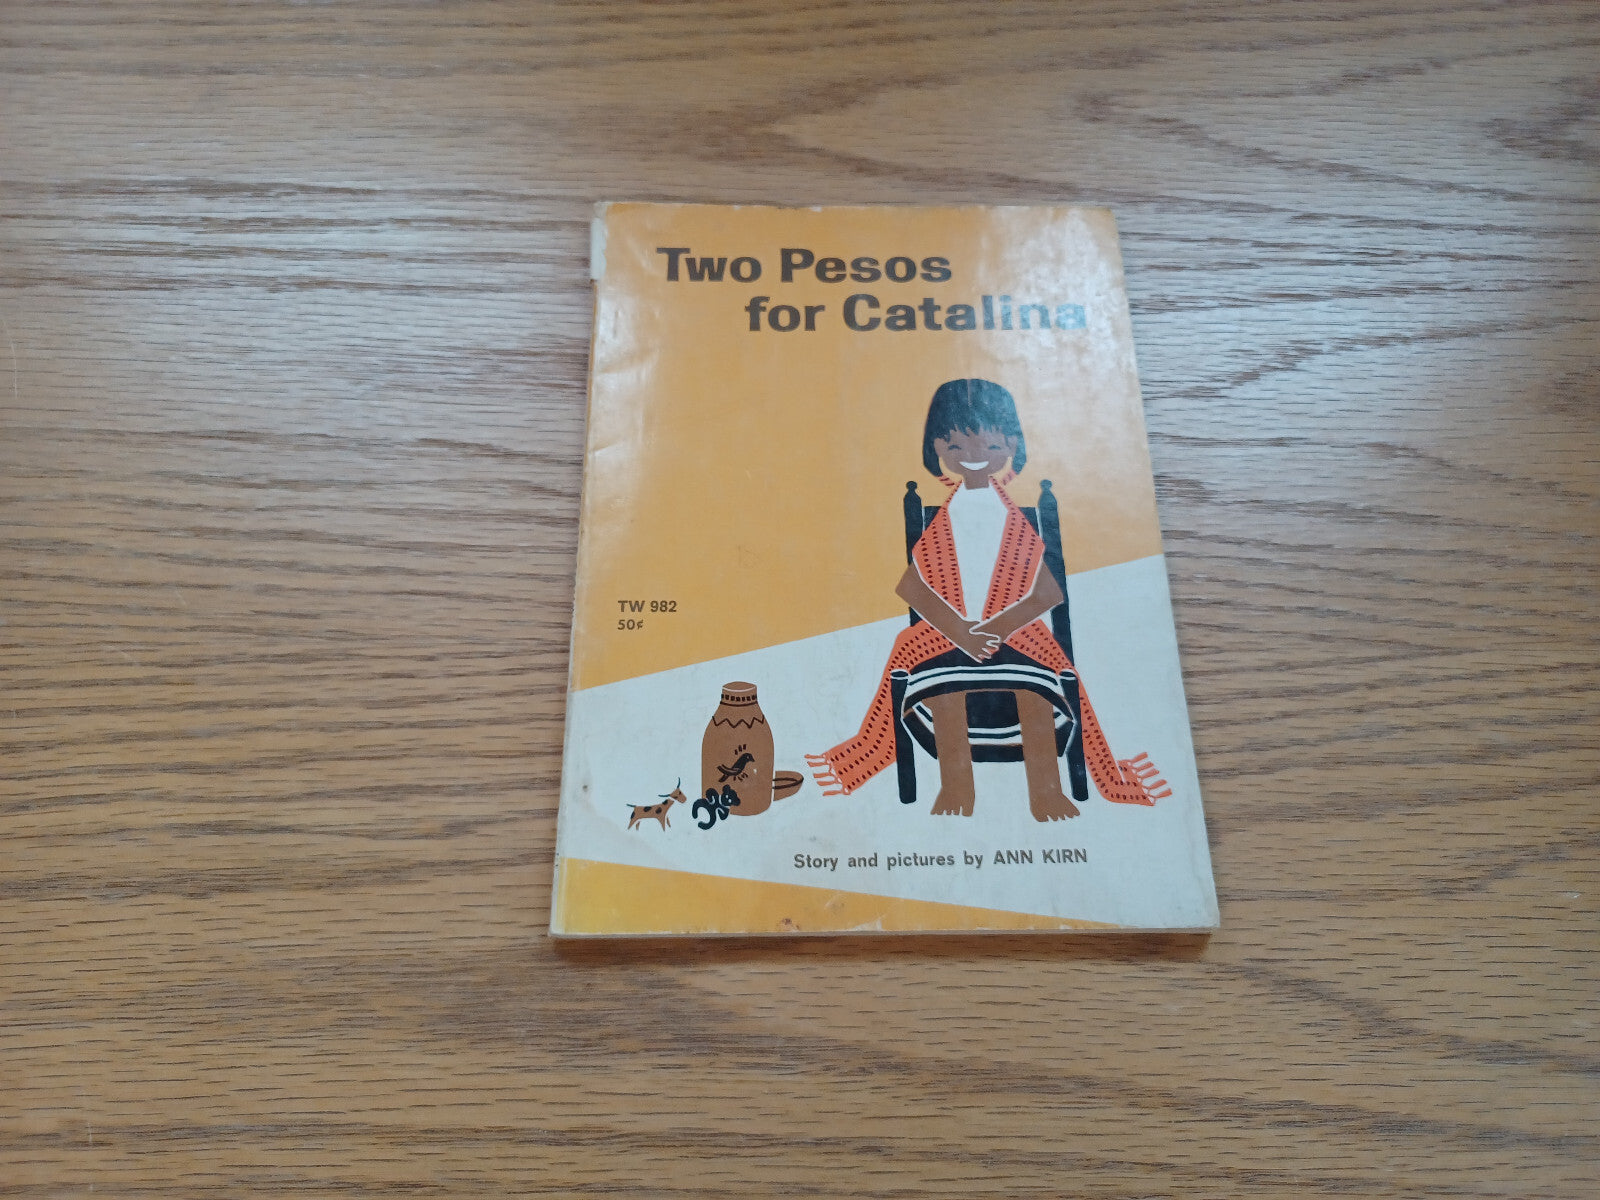 Two Pesos
for Catalina
TW 982
50¢
Story and pictures by ANN KIRN